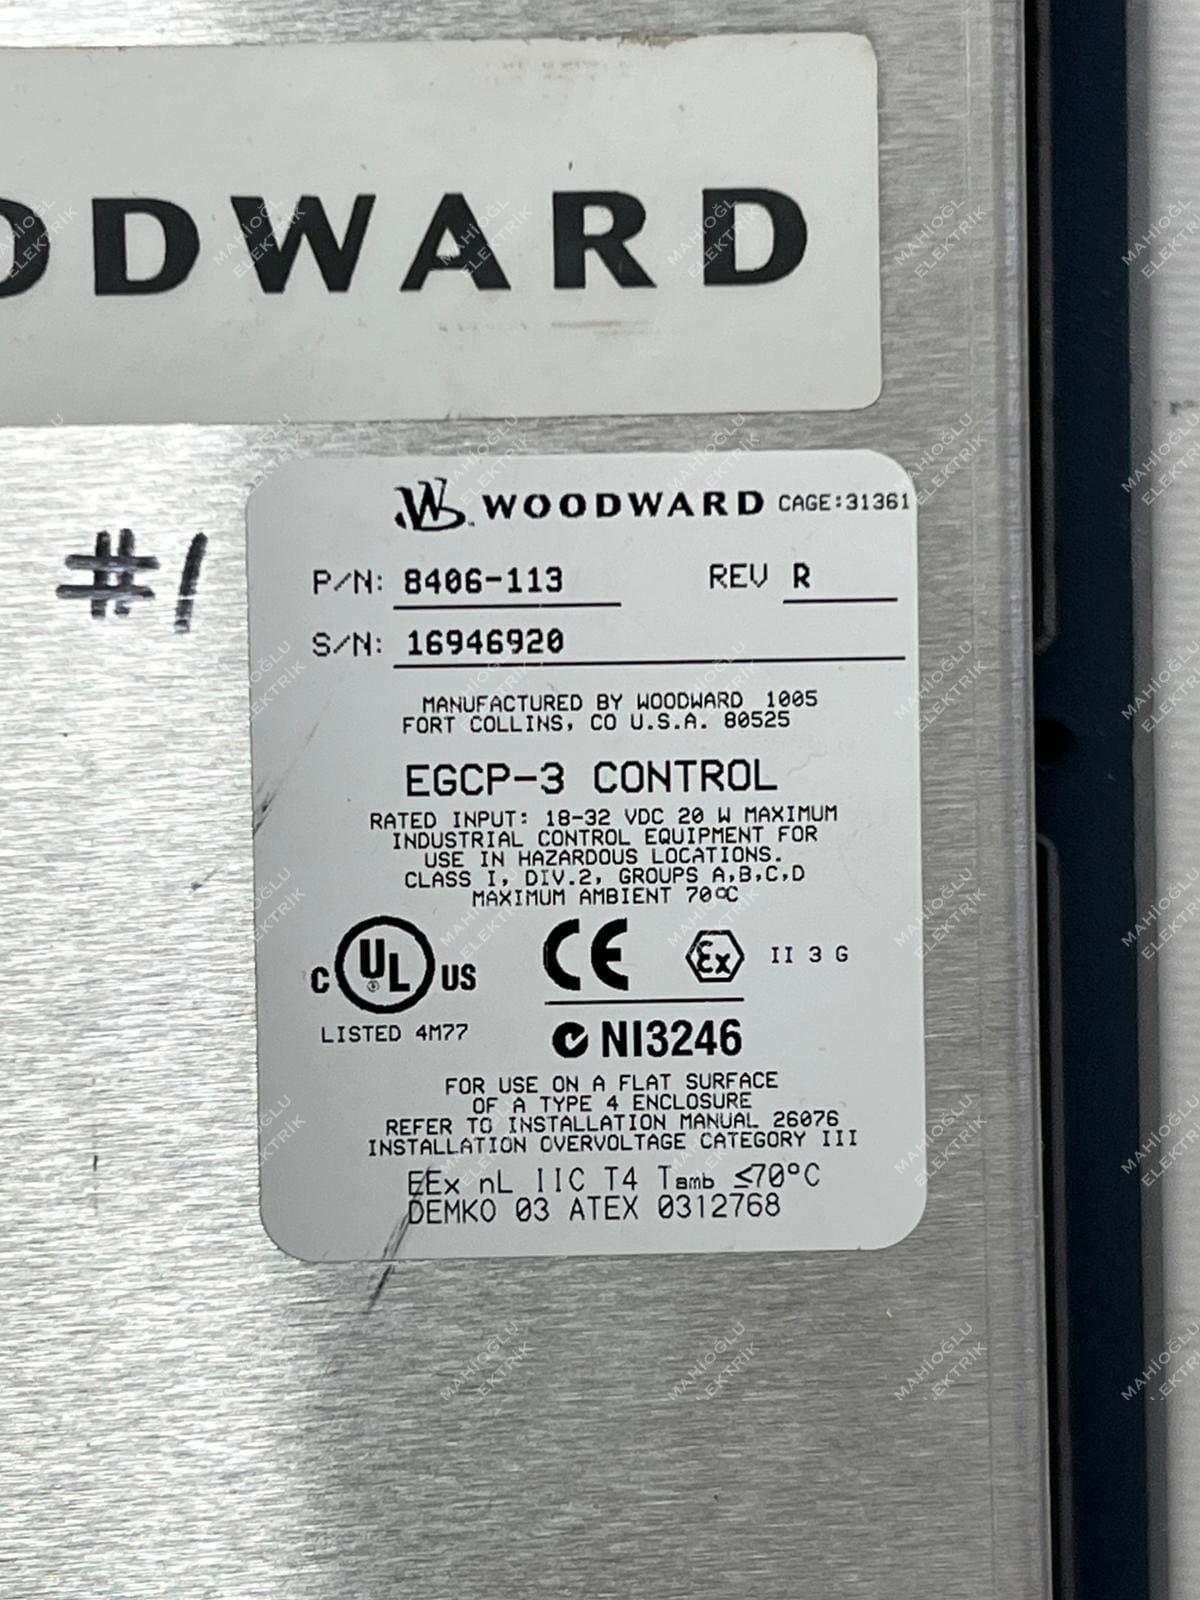 ODWARD
#1
WOODWARD CAGE:31361
P/N: 8406-113 REV R
S/N: 16946920
MANUFACTURED BY WOODWARD 1005
FORT COLLINS, CO U.S.A. 80525
EGCP-3 CONTROL
RATED INPUT: 18-32 VDC 20 W MAXIMUM
INDUSTRIAL CONTROL EQUIPMENT FOR
USE IN HAZARDOUS LOCATIONS.
CLASS I, DIV.2, GROUPS A,B,C,D
MAXIMUM AMBIENT 70°C
C UL® US CE Ex II 3 G
LISTED 4M77
NI3246
FOR USE ON A FLAT SURFACE
OF A TYPE 4 ENCLOSURE
REFER TO INSTALLATION MANUAL 26076
INSTALLATION OVERVOLTAGE CATEGORY III
EEx nL IIC T4 Tamb ≤70°C
DEMKO 03 ATEX 0312768
MAHİOĞLU
ELEKTRİK